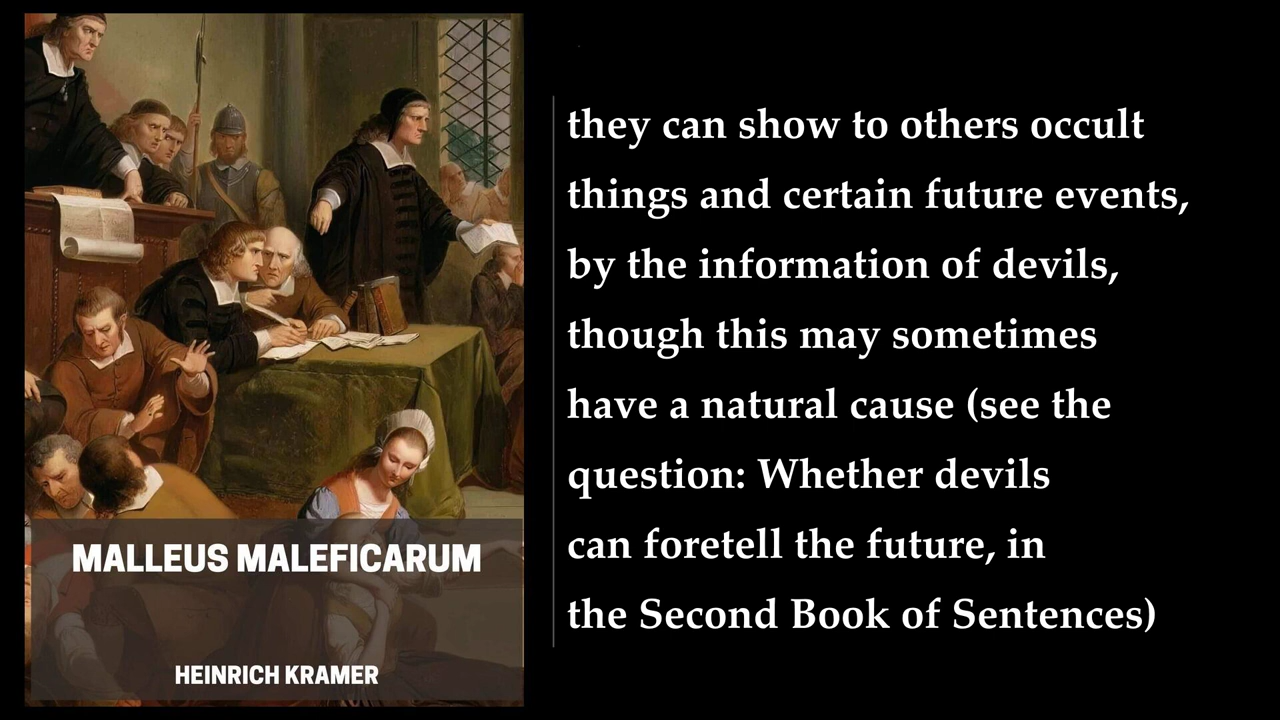 MALLEUS MALEFICARUM
HEINRICH KRAMER
they can show to others occult
things and certain future events,
by the information of devils,
though this may sometimes
have a natural cause (see the
question: Whether devils
can foretell the future, in
the Second Book of Sentences)